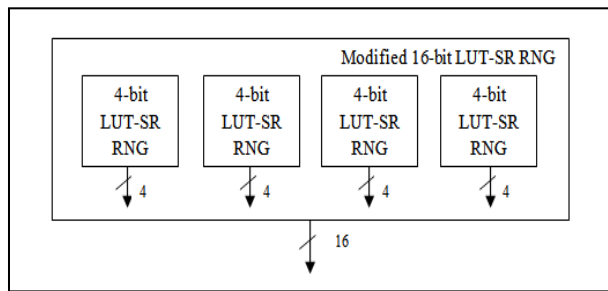 Modified 16-bit LUT-SR RNG
4-bit
LUT-SR
RNG
4-bit
LUT-SR
RNG
4-bit
LUT-SR
RNG
4-bit
LUT-SR
RNG
4
4
4
4
16